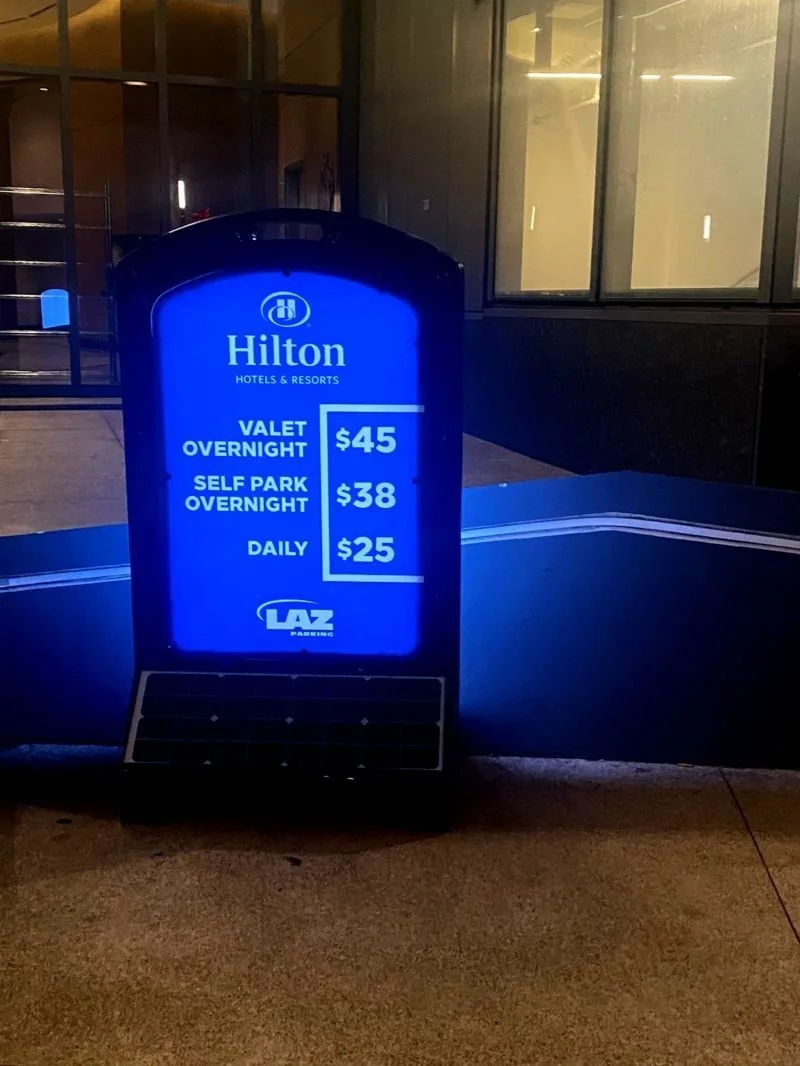 H
Hilton
HOTELS & RESORTS
VALET
OVERNIGHT
$45
SELF PARK
OVERNIGHT
$38
DAILY
$25
LAZ
PARKING